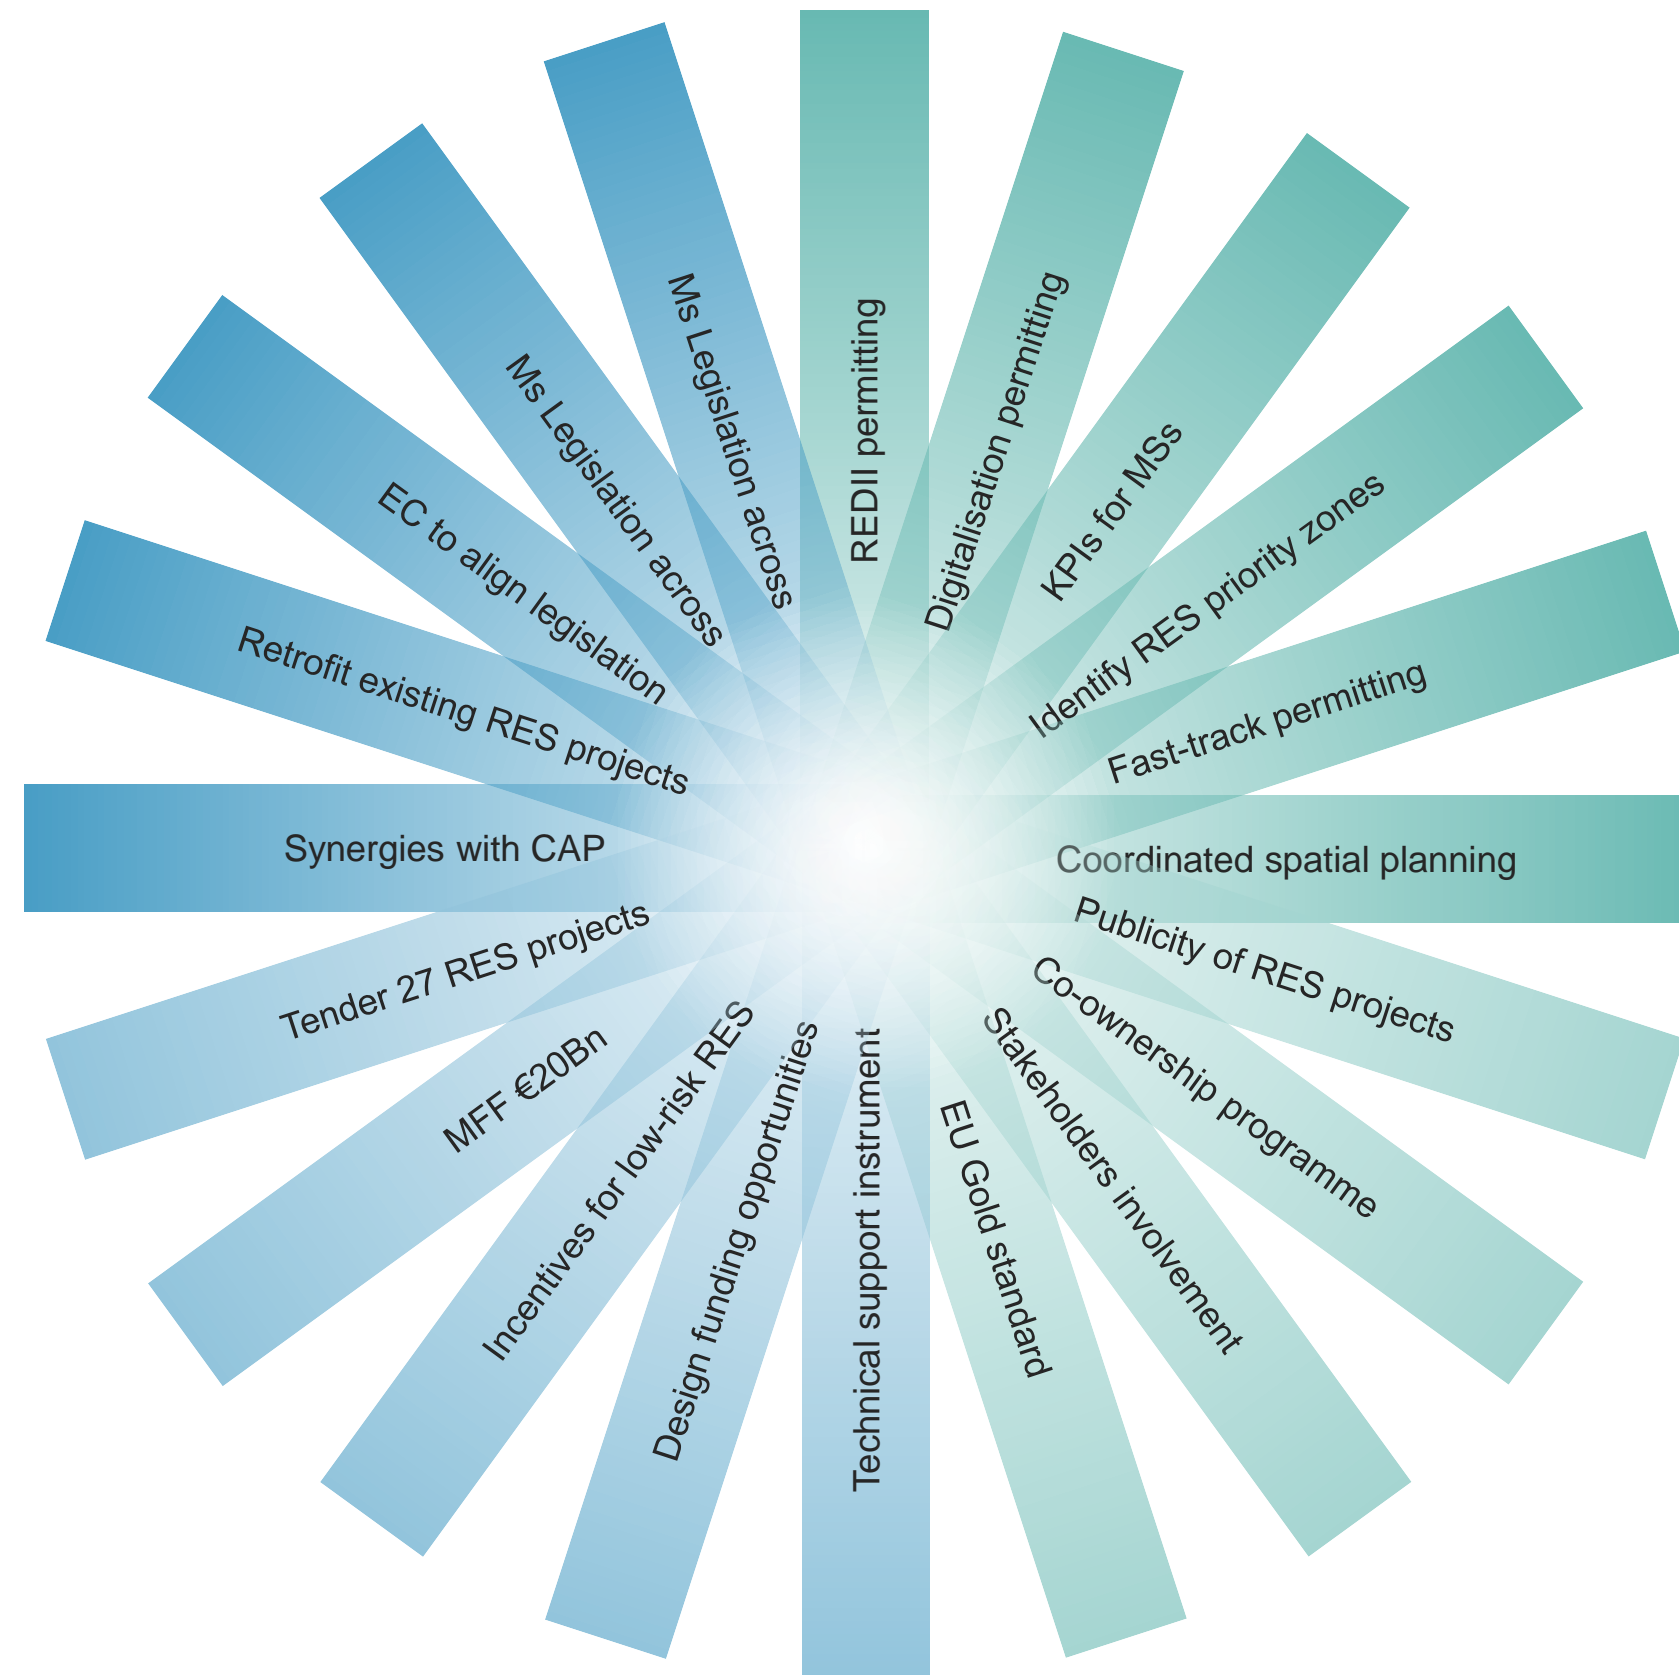 REDII permitting
Digitalisation permitting
KPIs for MSs
Identify RES priority zones
Fast-track permitting
Coordinated spatial planning
Publicity of RES projects
Co-ownership programme
Stakeholders involvement
EU Gold standard
Technical support instrument
Design funding opportunities
Incentives for low-risk RES
MFF €20Bn
Tender 27 RES projects
Synergies with CAP
Retrofit existing RES projects
EC to align legislation
Ms Legislation across
Ms Legislation across